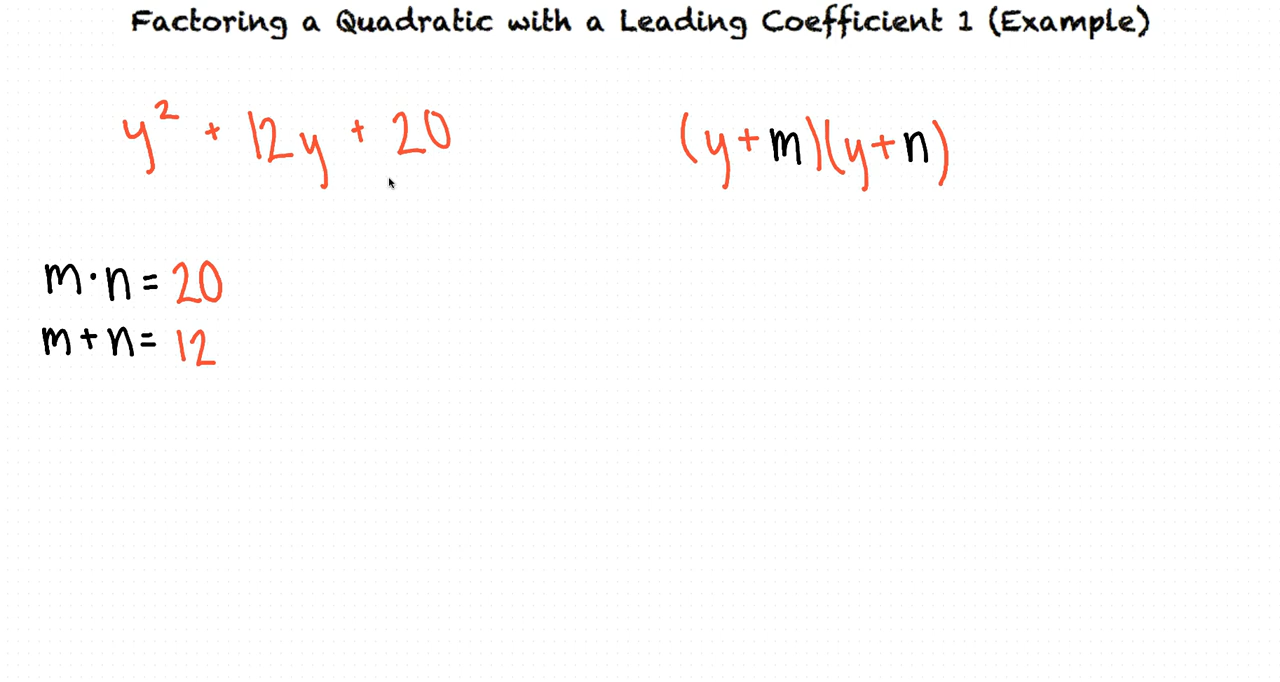 Factoring a Quadratic with a Leading Coefficient 1 (Example)
y² + 12y + 20 (y+m)(y+n)
m·n = 20
m+n = 12